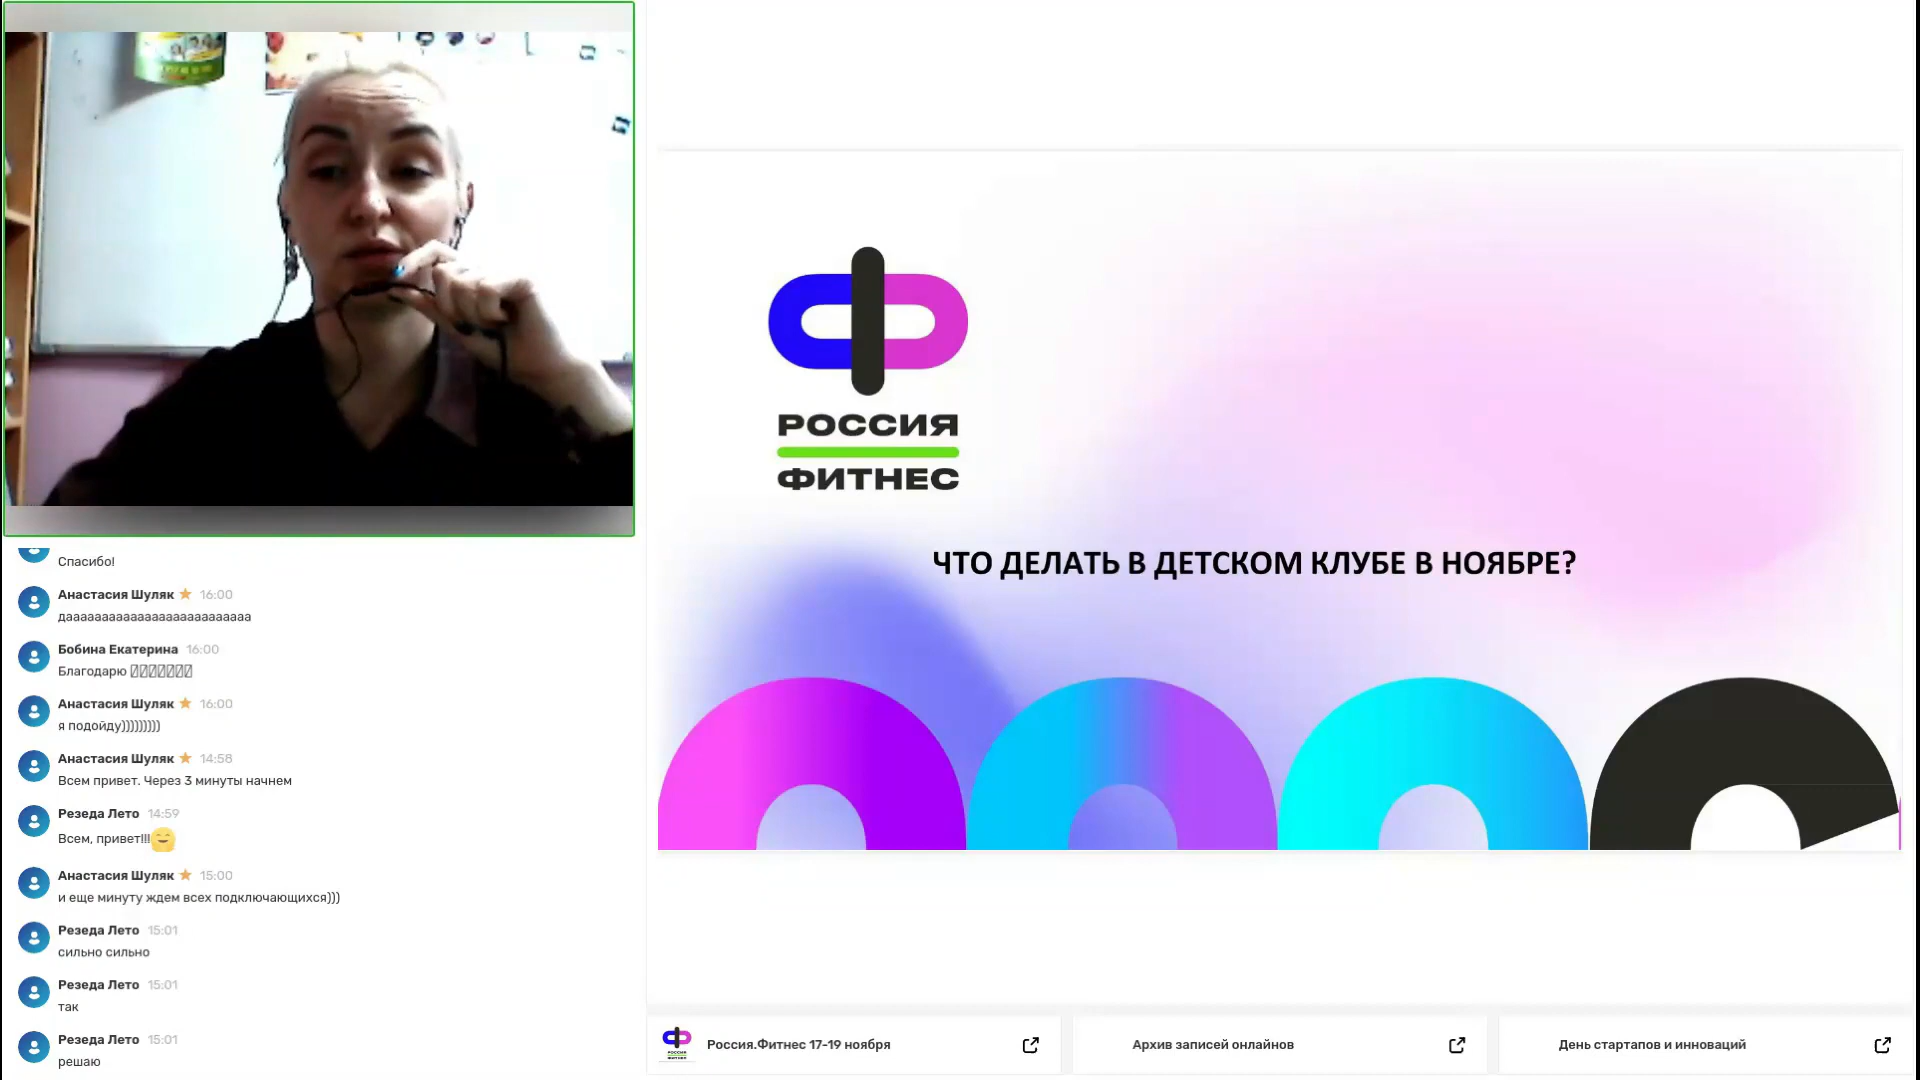 Спасибо!
Анастасия Шуляк 16:00
дааааааааааааааааааааааааа
Бобина Екатерина 16:00
Благодарю
Анастасия Шуляк 16:00
я подойду)))))))))
Анастасия Шуляк 14:58
Всем привет. Через 3 минуты начнем
Резеда Лето 14:59
Всем, привет!!!
Анастасия Шуляк 15:00
и еще минуту ждем всех подключающихся)))
Резеда Лето 15:01
сильно сильно
Резеда Лето 15:01
так
Резеда Лето 15:01
решаю
РОССИЯ
ФИТНЕС
ЧТО ДЕЛАТЬ В ДЕТСКОМ КЛУБЕ В НОЯБРЕ?
Россия.Фитнес 17-19 ноября
Архив записей онлайнов
День стартапов и инноваций